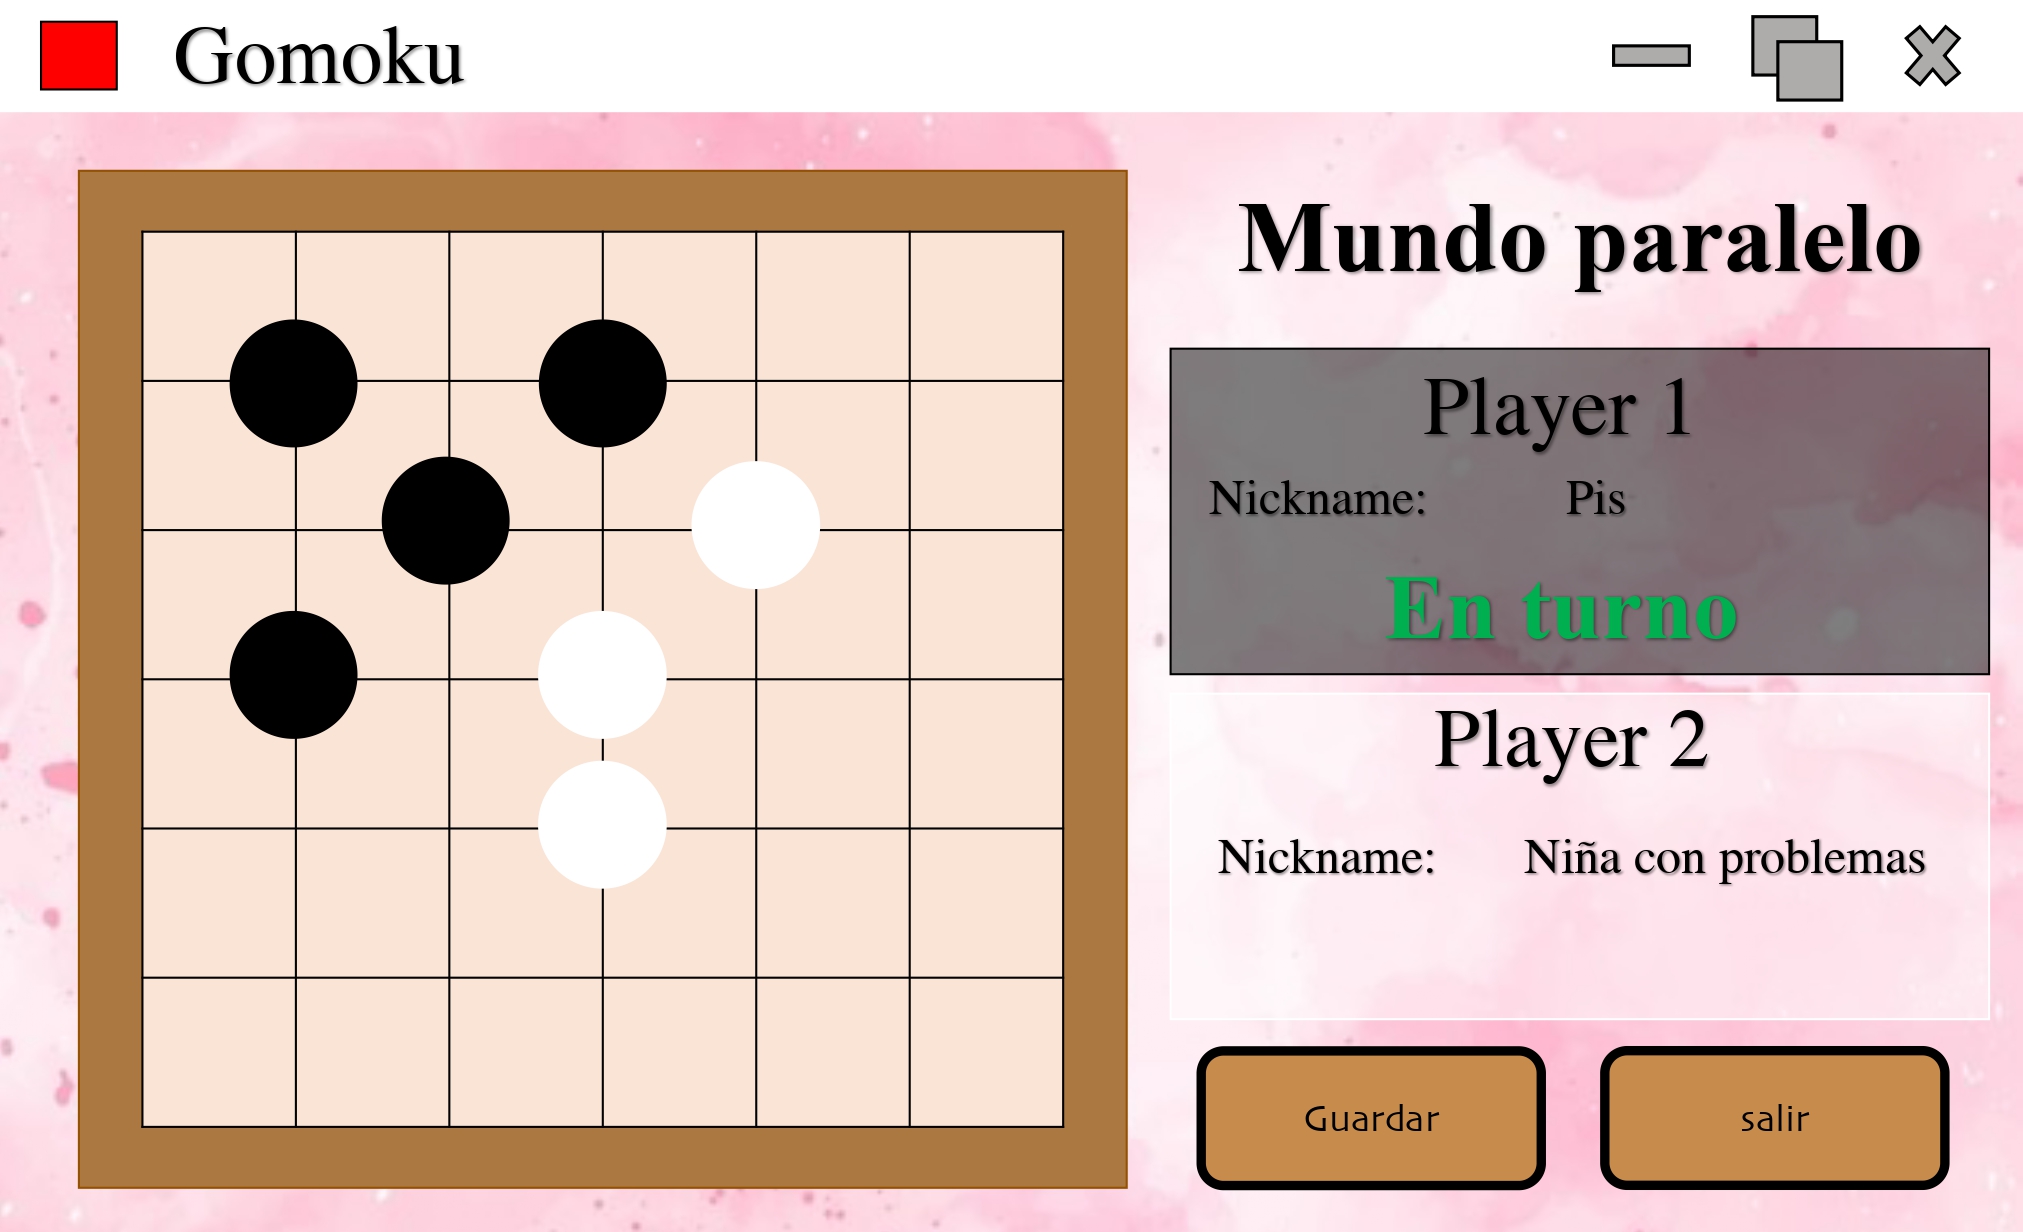 Gomoku
Mundo paralelo
Player 1
Nickname: Pis
En turno
Player 2
Nickname: Niña con problemas
Guardar
salir